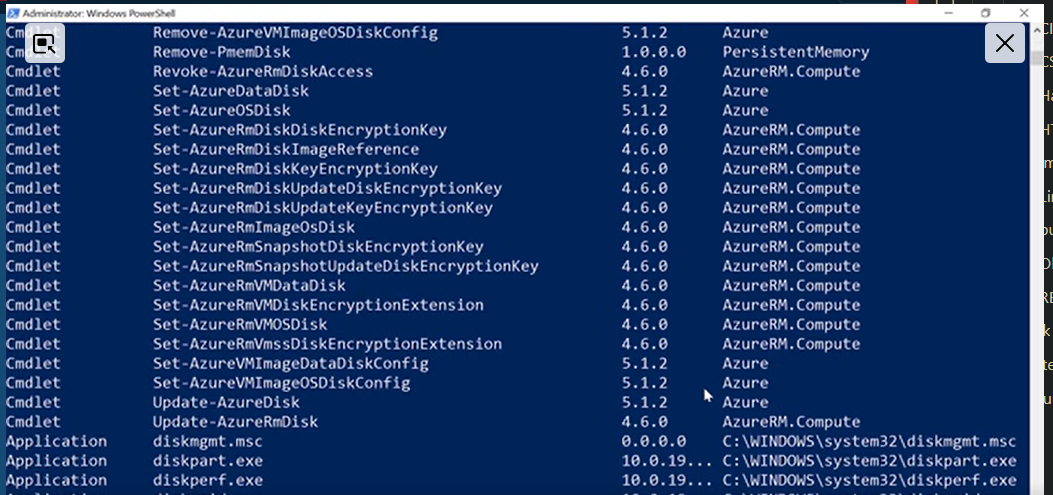 Administrator: Windows PowerShell
Cmdlet Remove-AzureVMImageOSDiskConfig 5.1.2 Azure
Cmdlet Remove-PmemDisk 1.0.0.0 PersistentMemory
Cmdlet Revoke-AzureRmDiskAccess 4.6.0 AzureRM.Compute
Cmdlet Set-AzureDataDisk 5.1.2 Azure
Cmdlet Set-AzureOSDisk 5.1.2 Azure
Cmdlet Set-AzureRmDiskDiskEncryptionKey 4.6.0 AzureRM.Compute
Cmdlet Set-AzureRmDiskImageReference 4.6.0 AzureRM.Compute
Cmdlet Set-AzureRmDiskKeyEncryptionKey 4.6.0 AzureRM.Compute
Cmdlet Set-AzureRmDiskUpdateDiskEncryptionKey 4.6.0 AzureRM.Compute
Cmdlet Set-AzureRmDiskUpdateKeyEncryptionKey 4.6.0 AzureRM.Compute
Cmdlet Set-AzureRmImageOsDisk 4.6.0 AzureRM.Compute
Cmdlet Set-AzureRmSnapshotDiskEncryptionKey 4.6.0 AzureRM.Compute
Cmdlet Set-AzureRmSnapshotUpdateDiskEncryptionKey 4.6.0 AzureRM.Compute
Cmdlet Set-AzureRmVMDataDisk 4.6.0 AzureRM.Compute
Cmdlet Set-AzureRmVMDiskEncryptionExtension 4.6.0 AzureRM.Compute
Cmdlet Set-AzureRmVMOSDisk 4.6.0 AzureRM.Compute
Cmdlet Set-AzureRmVmssDiskEncryptionExtension 4.6.0 AzureRM.Compute
Cmdlet Set-AzureVMImageDataDiskConfig 5.1.2 Azure
Cmdlet Set-AzureVMImageOSDiskConfig 5.1.2 Azure
Cmdlet Update-AzureDisk 5.1.2 Azure
Cmdlet Update-AzureRmDisk 4.6.0 AzureRM.Compute
Application diskmgmt.msc 0.0.0.0 C:\WINDOWS\system32\diskmgmt.msc
Application diskpart.exe 10.0.19... C:\WINDOWS\system32\diskpart.exe
Application diskperf.exe 10.0.19... C:\WINDOWS\system32\diskperf.exe